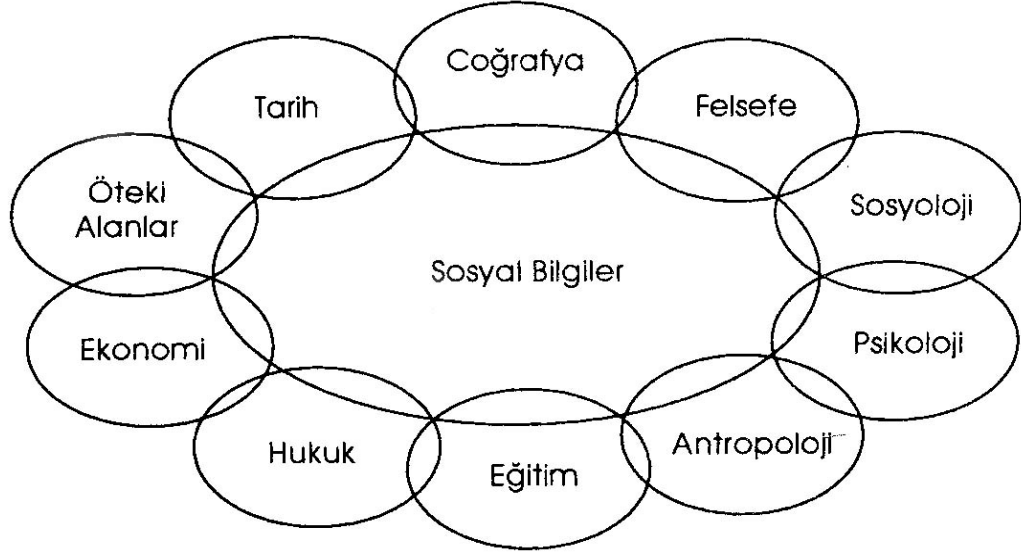 Coğrafya
Tarih
Felsefe
Öteki
Alanlar
Sosyoloji
Sosyal Bilgiler
Ekonomi
Psikoloji
Hukuk
Eğitim
Antropoloji